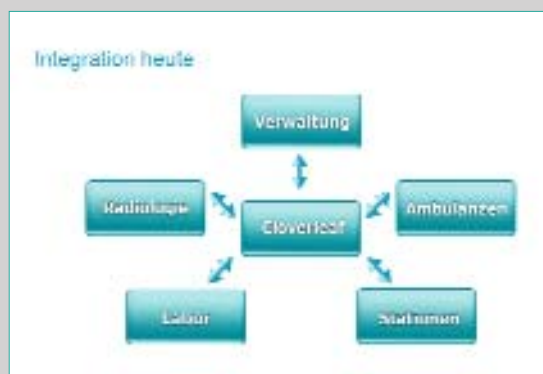 Integration heute
Verwaltung
Radiologie
Ambulanzen
Cloverleaf
Labor
Stationen